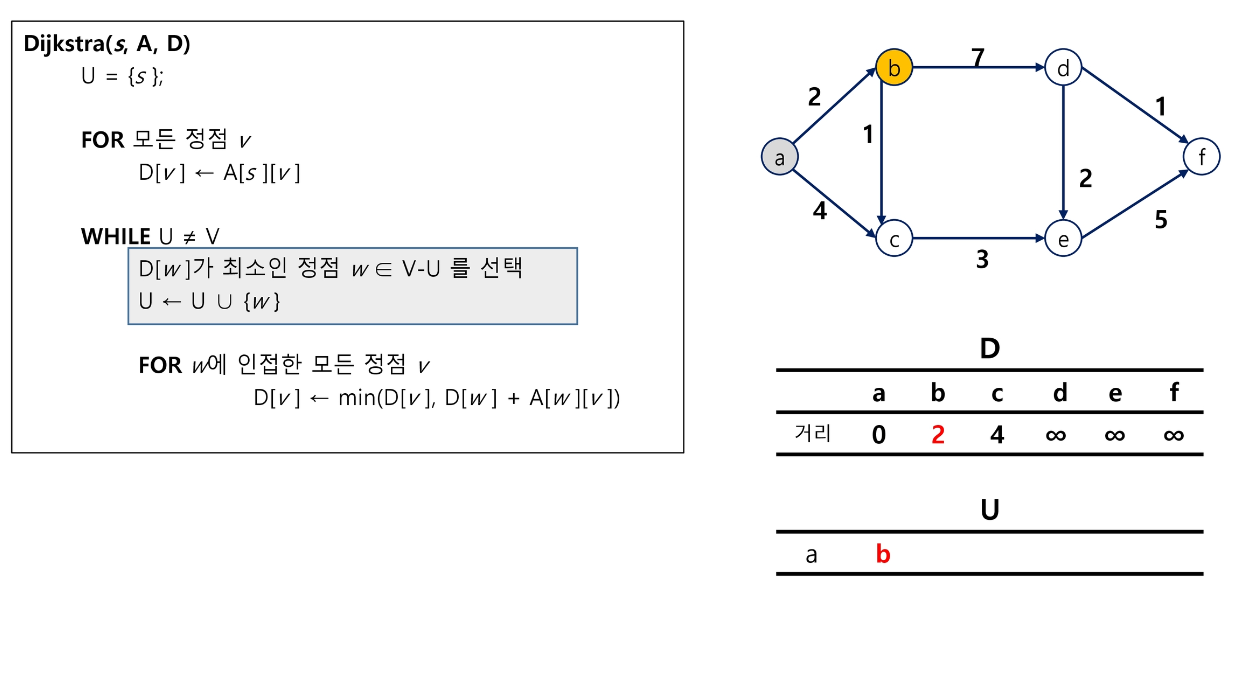 Dijkstra(s, A, D)
U = {s};
FOR 모든 정점 v
D[v] ← A[s][v]
WHILE U ≠ V
D[w]가 최소인 정점 w ∈ V-U 를 선택
U ← U ∪ {w}
FOR w에 인접한 모든 정점 v
D[v] ← min(D[v], D[w] + A[w][v])
b 7 d
2 1
1
a f
2
4 5
c e
3
D
a b c d e f
거리 0 2 4 ∞ ∞ ∞
U
a b